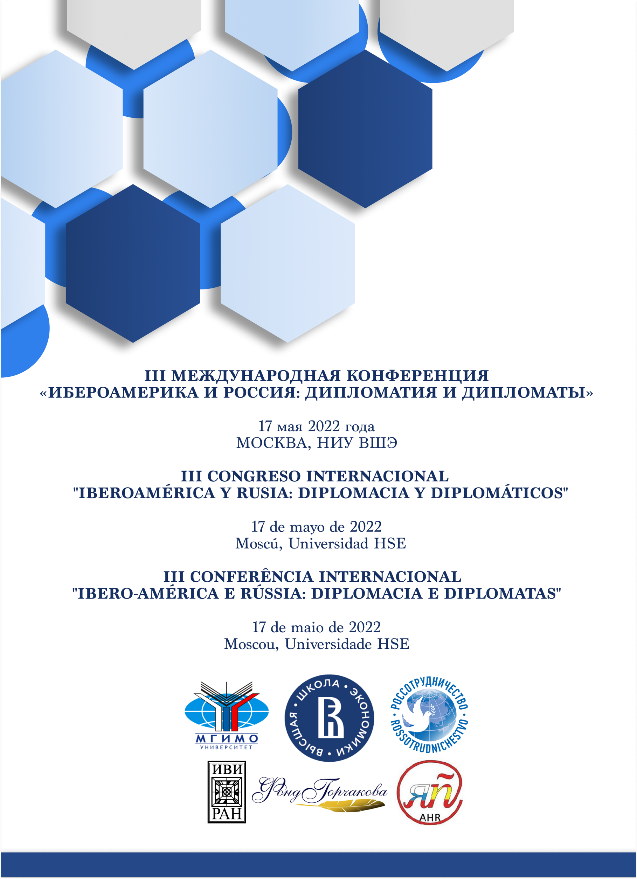 III МЕЖДУНАРОДНАЯ КОНФЕРЕНЦИЯ
«ИБЕРОАМЕРИКА И РОССИЯ: ДИПЛОМАТИЯ И ДИПЛОМАТЫ»
17 мая 2022 года
МОСКВА, НИУ ВШЭ
III CONGRESO INTERNACIONAL
"IBEROAMÉRICA Y RUSIA: DIPLOMACIA Y DIPLOMÁTICOS"
17 de mayo de 2022
Moscú, Universidad HSE
III CONFERÊNCIA INTERNACIONAL
"IBERO-AMÉRICA E RÚSSIA: DIPLOMACIA E DIPLOMATAS"
17 de maio de 2022
Moscou, Universidade HSE
МГИМО
УНИВЕРСИТЕТ
ВЫСШАЯ • ШКОЛА • ЭКОНОМИКИ •
• РОССОТРУДНИЧЕСТВО •
ROSSOTRUDNICHESTVO
ИВИ
РАН
Фонд Горчакова
яñ
AHR